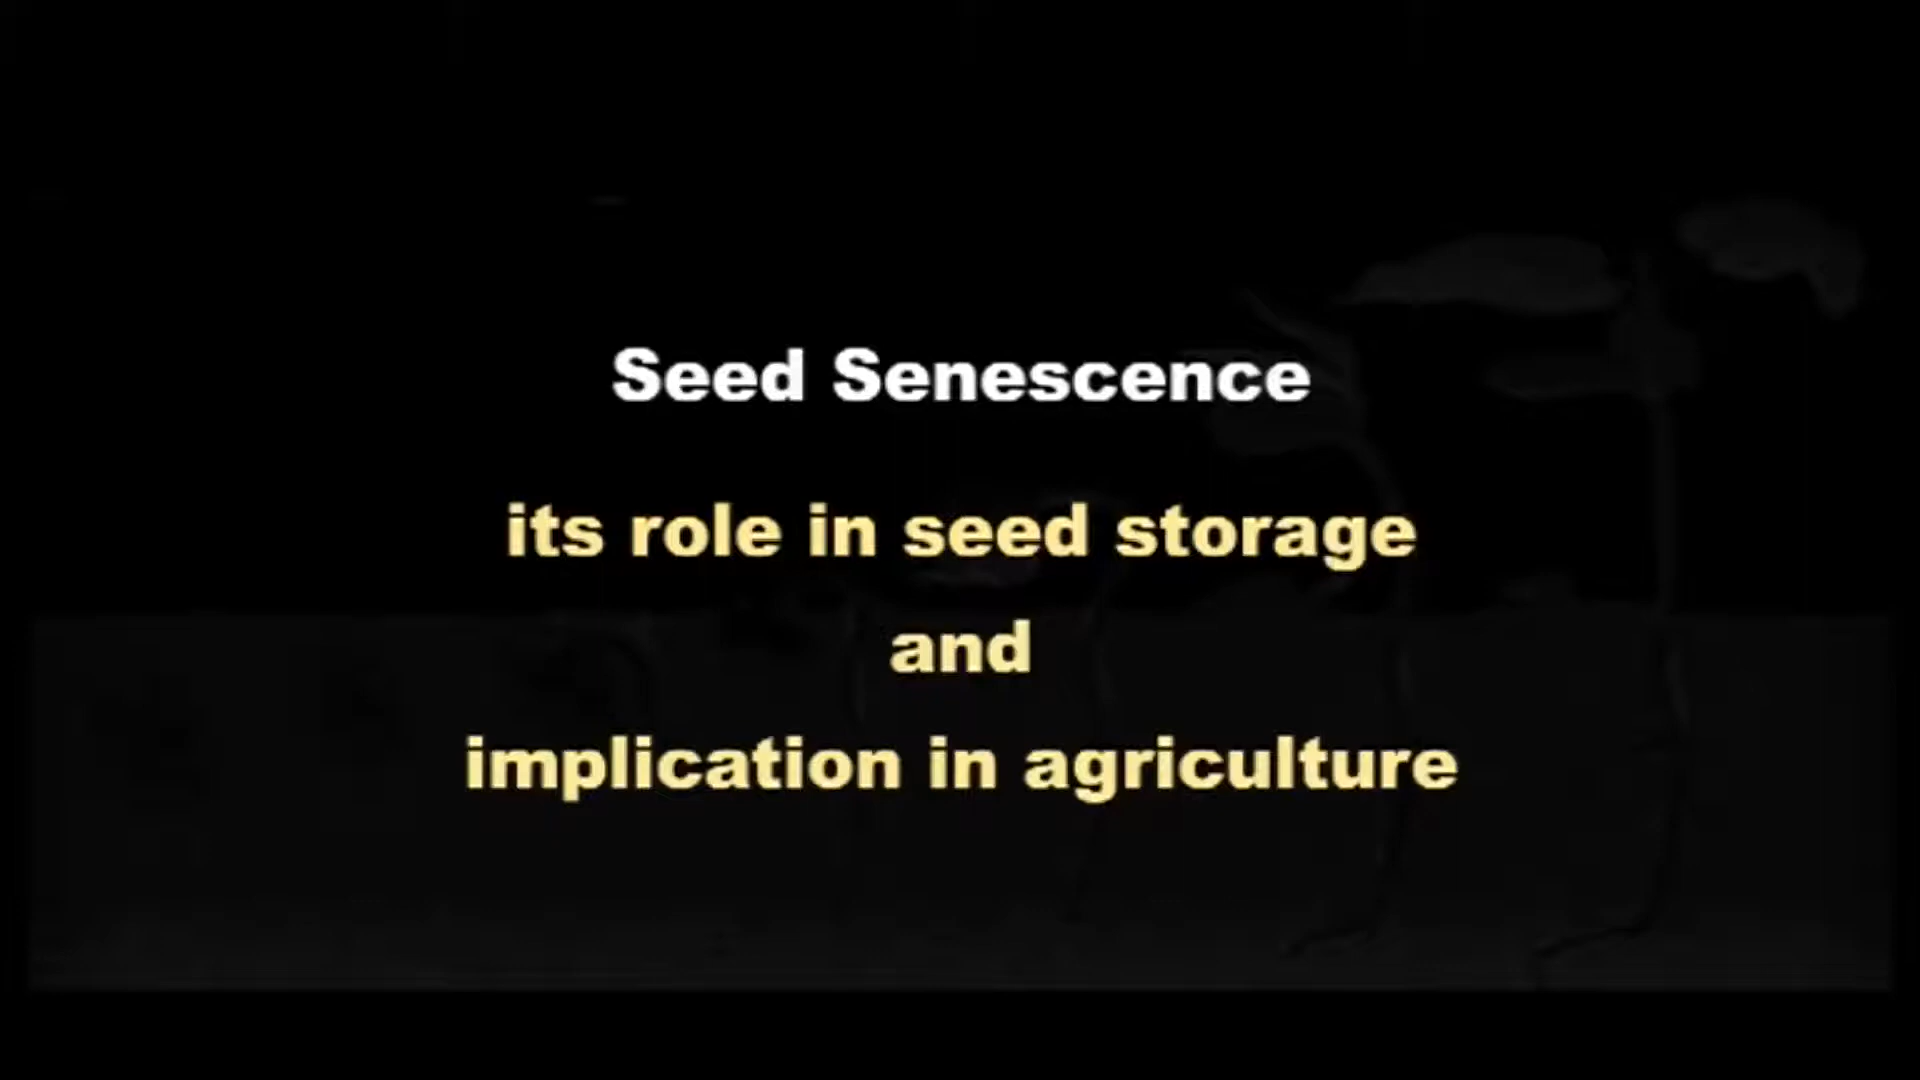 Seed Senescence
its role in seed storage
and
implication in agriculture